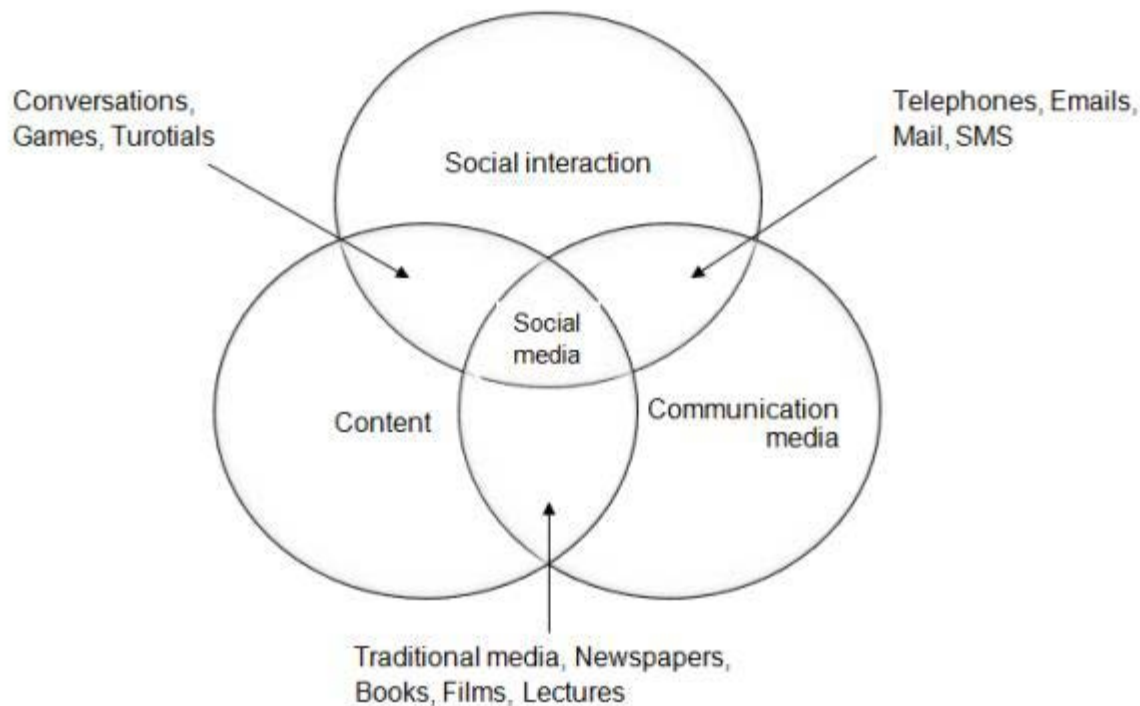 Conversations,
Games, Turotials
Telephones, Emails,
Mail, SMS
Social interaction
Social
media
Content
Communication
media
Traditional media, Newspapers,
Books, Films, Lectures